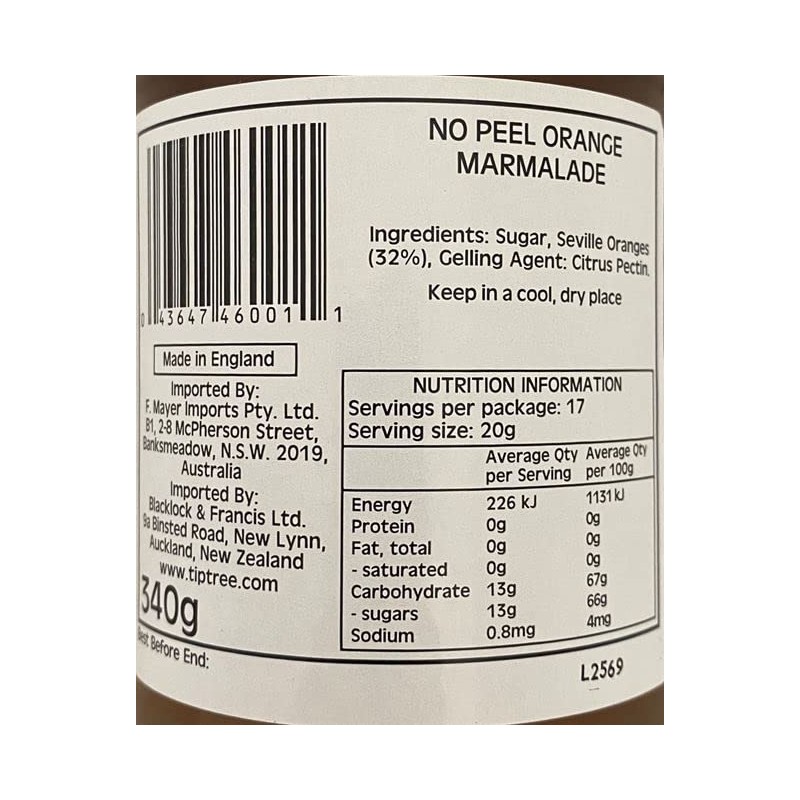 NO PEEL ORANGE
MARMALADE
Ingredients: Sugar, Seville Oranges
(32%), Gelling Agent: Citrus Pectin.
Keep in a cool, dry place
0 43647 46001 1
Made in England
Imported By:
F. Mayer Imports Pty. Ltd.
B1, 2-8 McPherson Street,
Banksmeadow, N.S.W. 2019,
Australia
Imported By:
Blacklock & Francis Ltd.
9a Binsted Road, New Lynn,
Auckland, New Zealand
www.tiptree.com
340g
Best Before End:
NUTRITION INFORMATION
Servings per package: 17
Serving size: 20g
Average Qty Average Qty
per Serving per 100g
Energy 226 kJ 1131 kJ
Protein 0g 0g
Fat, total 0g 0g
- saturated 0g 0g
Carbohydrate 13g 67g
- sugars 13g 66g
Sodium 0.8mg 4mg
L2569